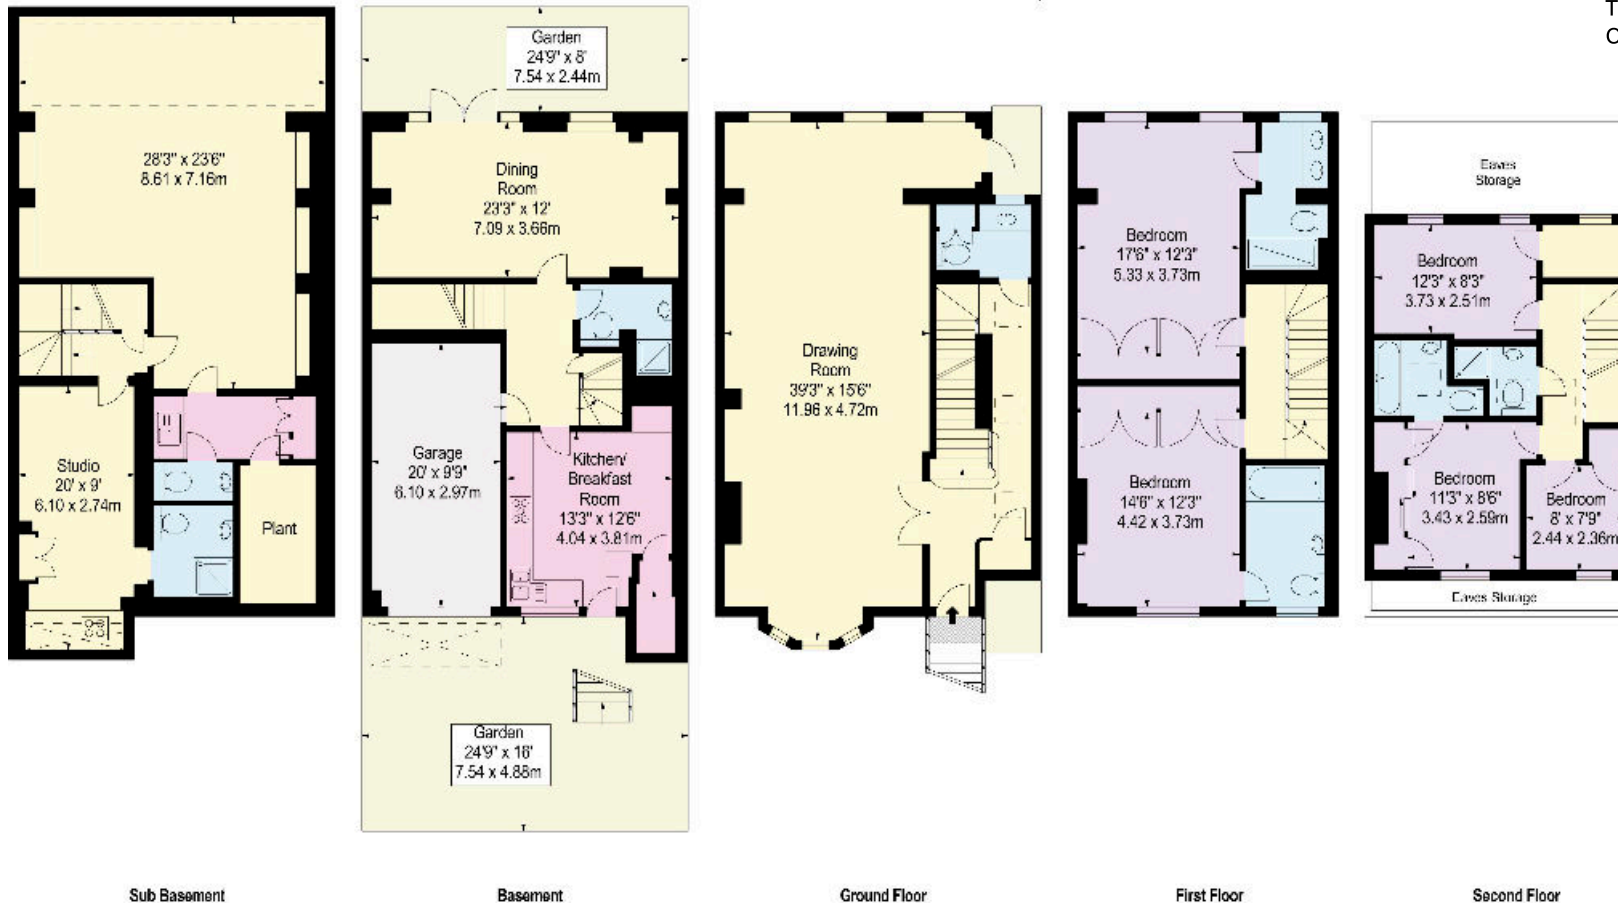 T
C
28'3" x 23'6"
8.61 x 7.16m
Studio
20' x 9'
6.10 x 2.74m
Plant
Sub Basement
Garden
24'9" x 8'
7.54 x 2.44m
Dining
Room
23'3" x 12'
7.09 x 3.66m
Garage
20' x 9'9"
6.10 x 2.97m
Kitchen/
Breakfast
Room
13'3" x 12'6"
4.04 x 3.81m
Garden
24'9" x 16'
7.54 x 4.88m
Basement
Drawing
Room
39'3" x 15'6"
11.96 x 4.72m
Ground Floor
Bedroom
17'6" x 12'3"
5.33 x 3.73m
Bedroom
14'6" x 12'3"
4.42 x 3.73m
First Floor
Eaves
Storage
Bedroom
12'3" x 8'3"
3.73 x 2.51m
Bedroom
11'3" x 8'6"
3.43 x 2.59m
Bedroom
8' x 7'9"
2.44 x 2.36m
Eaves Storage
Second Floor